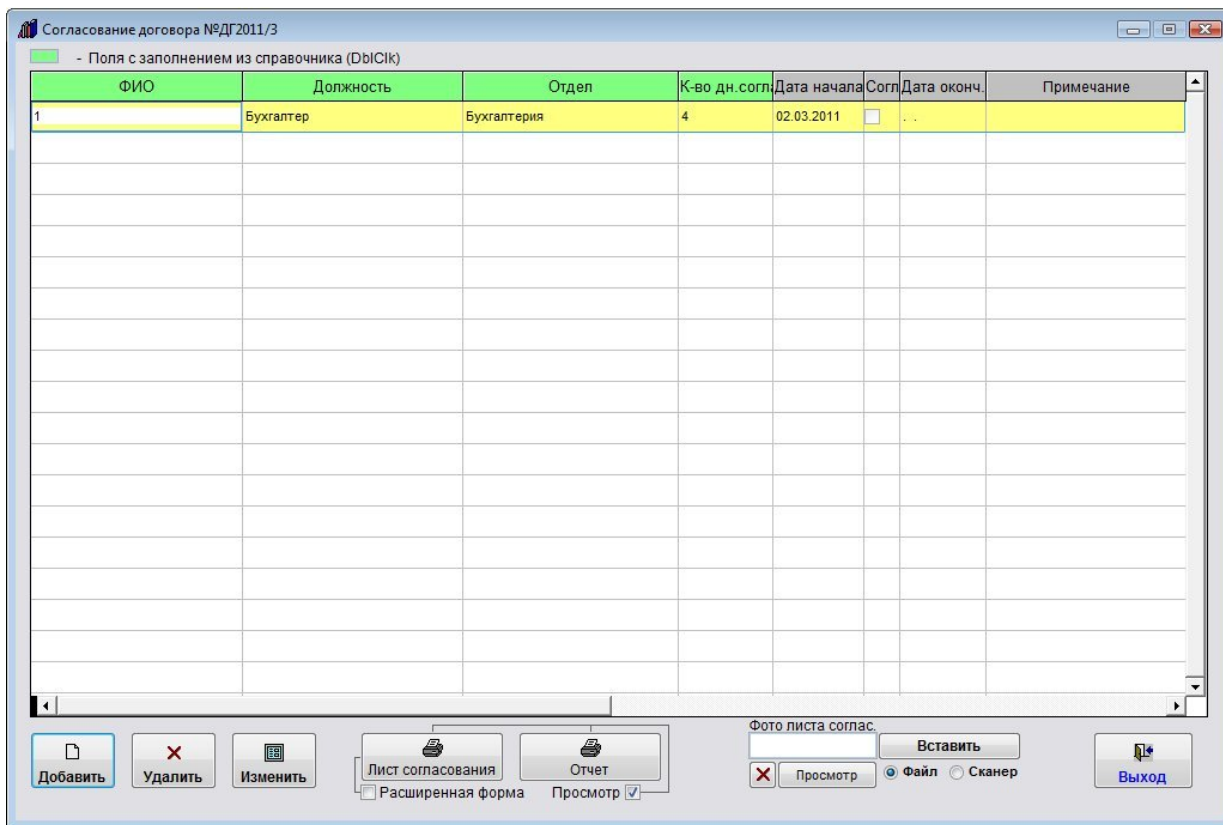 Согласование договора №ДГ2011/3
- Поля с заполнением из справочника (DblClk)
ФИО Должность Отдел К-во дн.согла Дата начала Согл Дата оконч. Примечание
1 Бухгалтер Бухгалтерия 4 02.03.2011 . .
Фото листа соглас.
Добавить Удалить Изменить Лист согласования Отчет Вставить Выход
Просмотр Файл Сканер
Расширенная форма Просмотр